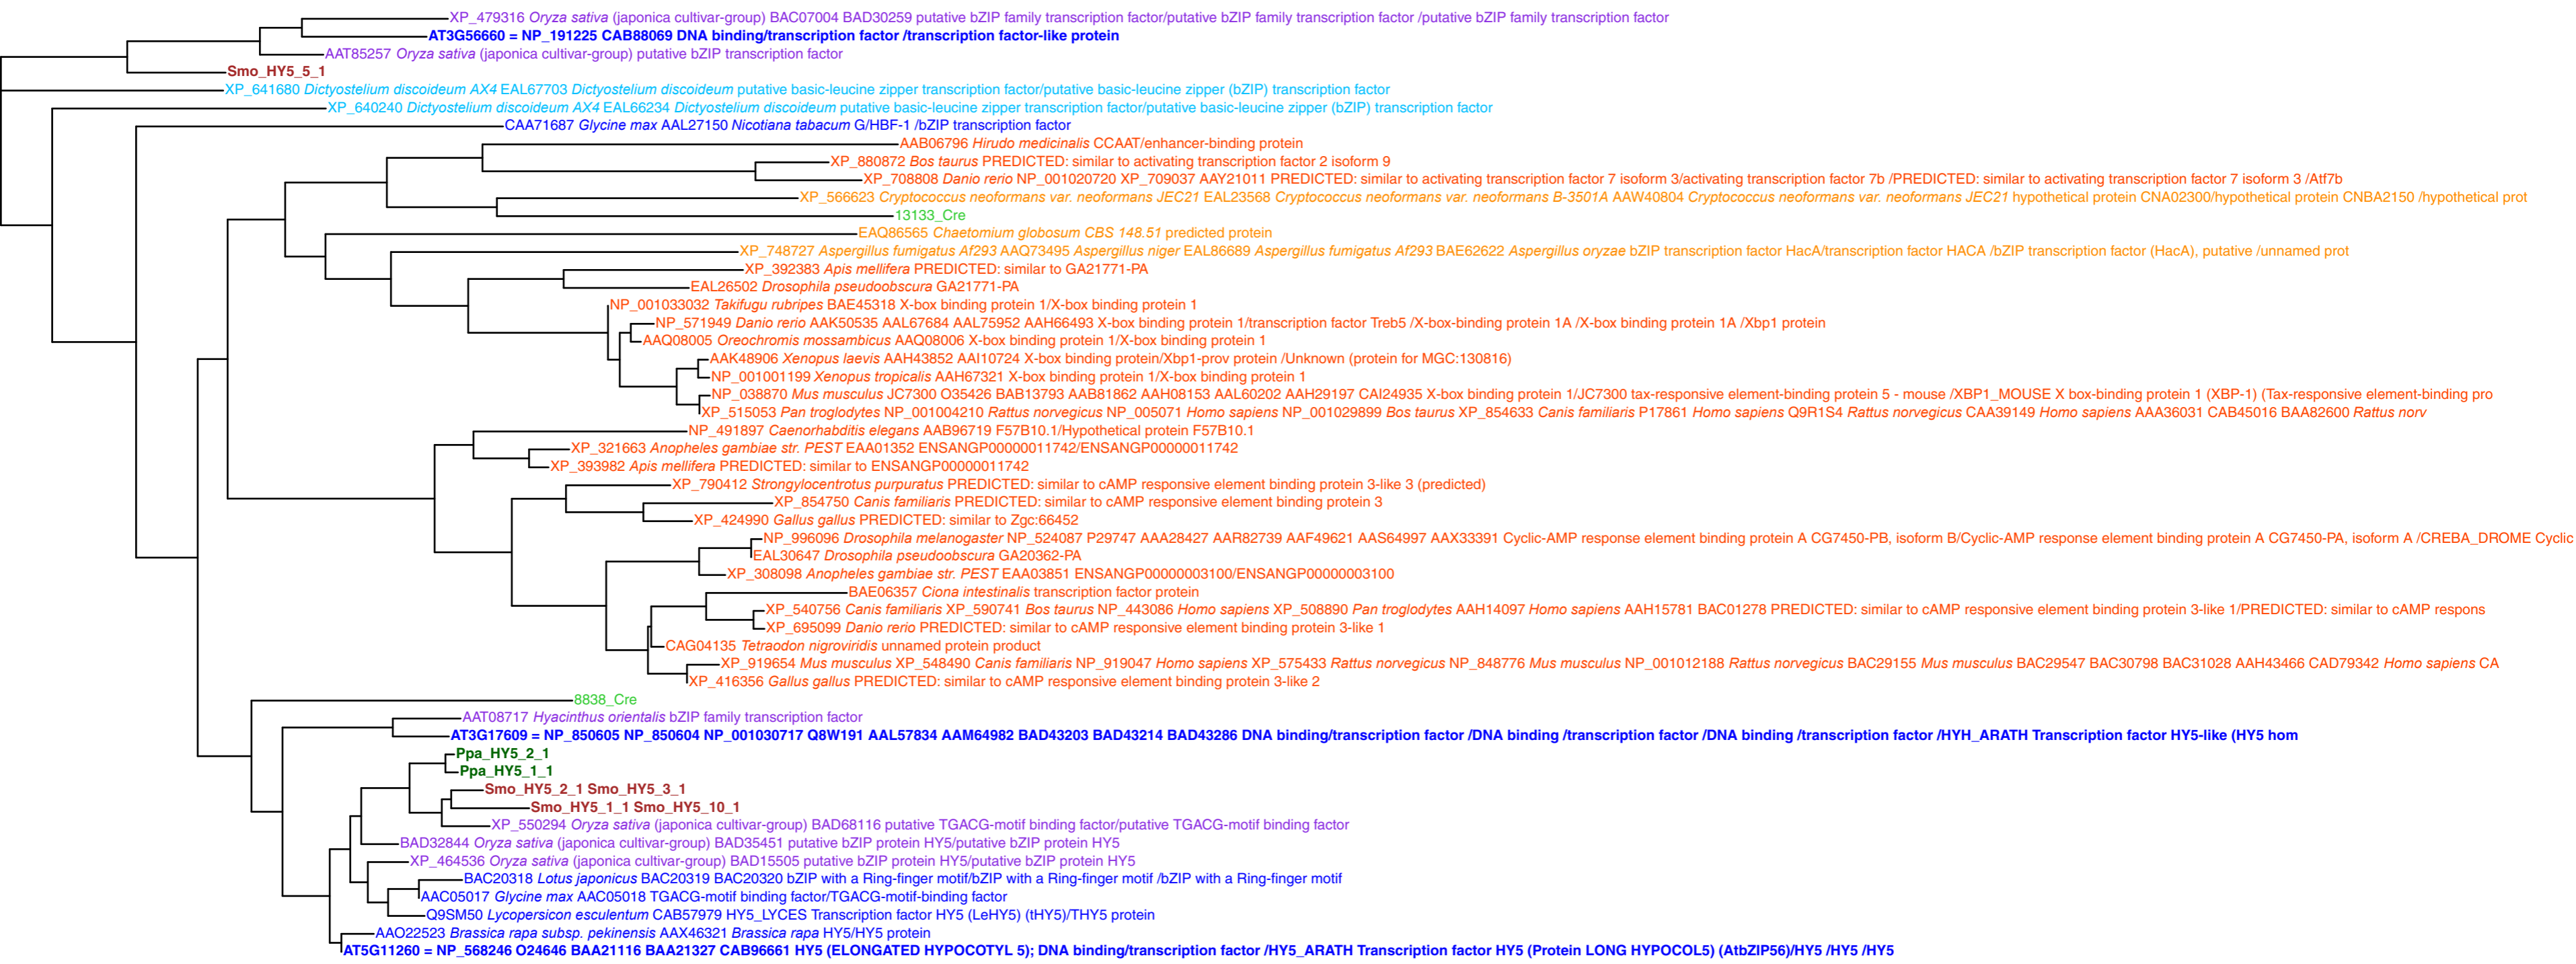 XP_479316 Oryza sativa (japonica cultivar-group) BAC07004 BAD30259 putative bZIP family transcription factor/putative bZIP family transcription factor /putative bZIP family transcription factor
AT3G56660 = NP_191225 CAB88069 DNA binding/transcription factor /transcription factor-like protein
AAT85257 Oryza sativa (japonica cultivar-group) putative bZIP transcription factor
Smo_HY5_5_1
XP_641680 Dictyostelium discoideum AX4 EAL67703 Dictyostelium discoideum putative basic-leucine zipper transcription factor/putative basic-leucine zipper (bZIP) transcription factor
XP_640240 Dictyostelium discoideum AX4 EAL66234 Dictyostelium discoideum putative basic-leucine zipper transcription factor/putative basic-leucine zipper (bZIP) transcription factor
CAA71687 Glycine max AAL27150 Nicotiana tabacum G/HBF-1 /bZIP transcription factor
AAB06796 Hirudo medicinalis CCAAT/enhancer-binding protein
XP_880872 Bos taurus PREDICTED: similar to activating transcription factor 2 isoform 9
XP_708808 Danio rerio NP_001020720 XP_709037 AAY21011 PREDICTED: similar to activating transcription factor 7 isoform 3/activating transcription factor 7b /PREDICTED: similar to activating transcription factor 7 isoform 3 /Atf7b
XP_566623 Cryptococcus neoformans var. neoformans JEC21 EAL23568 Cryptococcus neoformans var. neoformans B-3501A AAW40804 Cryptococcus neoformans var. neoformans JEC21 hypothetical protein CNA02300/hypothetical protein CNBA2150 /hypothetical prot
13133_Cre
EAQ86565 Chaetomium globosum CBS 148.51 predicted protein
XP_748727 Aspergillus fumigatus Af293 AAQ73495 Aspergillus niger EAL86689 Aspergillus fumigatus Af293 BAE62622 Aspergillus oryzae bZIP transcription factor HacA/transcription factor HACA /bZIP transcription factor (HacA), putative /unnamed prot
XP_392383 Apis mellifera PREDICTED: similar to GA21771-PA
EAL26502 Drosophila pseudoobscura GA21771-PA
NP_001033032 Takifugu rubripes BAE45318 X-box binding protein 1/X-box binding protein 1
NP_571949 Danio rerio AAK50535 AAL67684 AAL75952 AAH66493 X-box binding protein 1/transcription factor Treb5 /X-box-binding protein 1A /X-box binding protein 1A /Xbp1 protein
AAQ08005 Oreochromis mossambicus AAQ08006 X-box binding protein 1/X-box binding protein 1
AAK48906 Xenopus laevis AAH43852 AAI10724 X-box binding protein/Xbp1-prov protein /Unknown (protein for MGC:130816)
NP_001001199 Xenopus tropicalis AAH67321 X-box binding protein 1/X-box binding protein 1
NP_038870 Mus musculus JC7300 O35426 BAB13793 AAB81862 AAH08153 AAL60202 AAH29197 CAI24935 X-box binding protein 1/JC7300 tax-responsive element-binding protein 5 - mouse /XBP1_MOUSE X box-binding protein 1 (XBP-1) (Tax-responsive element-binding pro
XP_515053 Pan troglodytes NP_001004210 Rattus norvegicus NP_005071 Homo sapiens NP_001029899 Bos taurus XP_854633 Canis familiaris P17861 Homo sapiens Q9R1S4 Rattus norvegicus CAA39149 Homo sapiens AAA36031 CAB45016 BAA82600 Rattus norv
NP_491897 Caenorhabditis elegans AAB96719 F57B10.1/Hypothetical protein F57B10.1
XP_321663 Anopheles gambiae str. PEST EAA01352 ENSANGP00000011742/ENSANGP00000011742
XP_393982 Apis mellifera PREDICTED: similar to ENSANGP00000011742
XP_790412 Strongylocentrotus purpuratus PREDICTED: similar to cAMP responsive element binding protein 3-like 3 (predicted)
XP_854750 Canis familiaris PREDICTED: similar to cAMP responsive element binding protein 3
XP_424990 Gallus gallus PREDICTED: similar to Zgc:66452
NP_996096 Drosophila melanogaster NP_524087 P29747 AAA28427 AAR82739 AAF49621 AAS64997 AAX33391 Cyclic-AMP response element binding protein A CG7450-PB, isoform B/Cyclic-AMP response element binding protein A CG7450-PA, isoform A /CREBA_DROME Cyclic
EAL30647 Drosophila pseudoobscura GA20362-PA
XP_308098 Anopheles gambiae str. PEST EAA03851 ENSANGP00000003100/ENSANGP00000003100
BAE06357 Ciona intestinalis transcription factor protein
XP_540756 Canis familiaris XP_590741 Bos taurus NP_443086 Homo sapiens XP_508890 Pan troglodytes AAH14097 Homo sapiens AAH15781 BAC01278 PREDICTED: similar to cAMP responsive element binding protein 3-like 1/PREDICTED: similar to cAMP respons
XP_695099 Danio rerio PREDICTED: similar to cAMP responsive element binding protein 3-like 1
CAG04135 Tetraodon nigroviridis unnamed protein product
XP_919654 Mus musculus XP_548490 Canis familiaris NP_919047 Homo sapiens XP_575433 Rattus norvegicus NP_848776 Mus musculus NP_001012188 Rattus norvegicus BAC29155 Mus musculus BAC29547 BAC30798 BAC31028 AAH43466 CAD79342 Homo sapiens CA
XP_416356 Gallus gallus PREDICTED: similar to cAMP responsive element binding protein 3-like 2
8838_Cre
AAT08717 Hyacinthus orientalis bZIP family transcription factor
AT3G17609 = NP_850605 NP_850604 NP_001030717 Q8W191 AAL57834 AAM64982 BAD43203 BAD43214 BAD43286 DNA binding/transcription factor /DNA binding /transcription factor /DNA binding /transcription factor /HYH_ARATH Transcription factor HY5-like (HY5 hom
Ppa_HY5_2_1
Ppa_HY5_1_1
Smo_HY5_2_1 Smo_HY5_3_1
Smo_HY5_1_1 Smo_HY5_10_1
XP_550294 Oryza sativa (japonica cultivar-group) BAD68116 putative TGACG-motif binding factor/putative TGACG-motif binding factor
BAD32844 Oryza sativa (japonica cultivar-group) BAD35451 putative bZIP protein HY5/putative bZIP protein HY5
XP_464536 Oryza sativa (japonica cultivar-group) BAD15505 putative bZIP protein HY5/putative bZIP protein HY5
BAC20318 Lotus japonicus BAC20319 BAC20320 bZIP with a Ring-finger motif/bZIP with a Ring-finger motif /bZIP with a Ring-finger motif
AAC05017 Glycine max AAC05018 TGACG-motif binding factor/TGACG-motif-binding factor
Q9SM50 Lycopersicon esculentum CAB57979 HY5_LYCES Transcription factor HY5 (LeHY5) (tHY5)/THY5 protein
AAO22523 Brassica rapa subsp. pekinensis AAX46321 Brassica rapa HY5/HY5 protein
AT5G11260 = NP_568246 O24646 BAA21116 BAA21327 CAB96661 HY5 (ELONGATED HYPOCOTYL 5); DNA binding/transcription factor /HY5_ARATH Transcription factor HY5 (Protein LONG HYPOCOL5) (AtbZIP56)/HY5 /HY5 /HY5